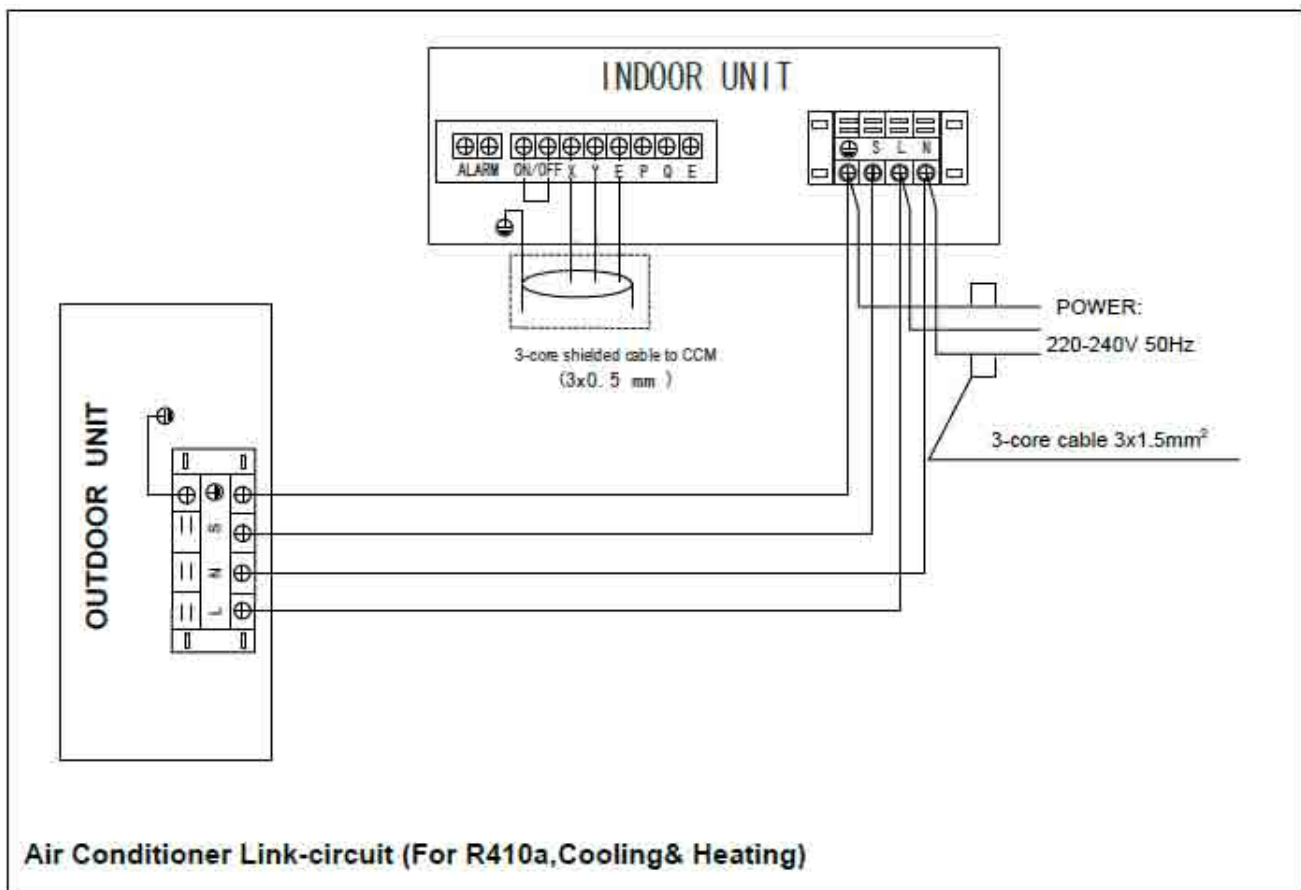 INDOOR UNIT
S L N
ALARM ON/OFF X Y E P Q E
3-core shielded cable to CCM
(3x0.5 mm )
POWER:
220-240V 50Hz
3-core cable 3x1.5mm²
OUTDOOR UNIT
S
N
L
Air Conditioner Link-circuit (For R410a,Cooling& Heating)